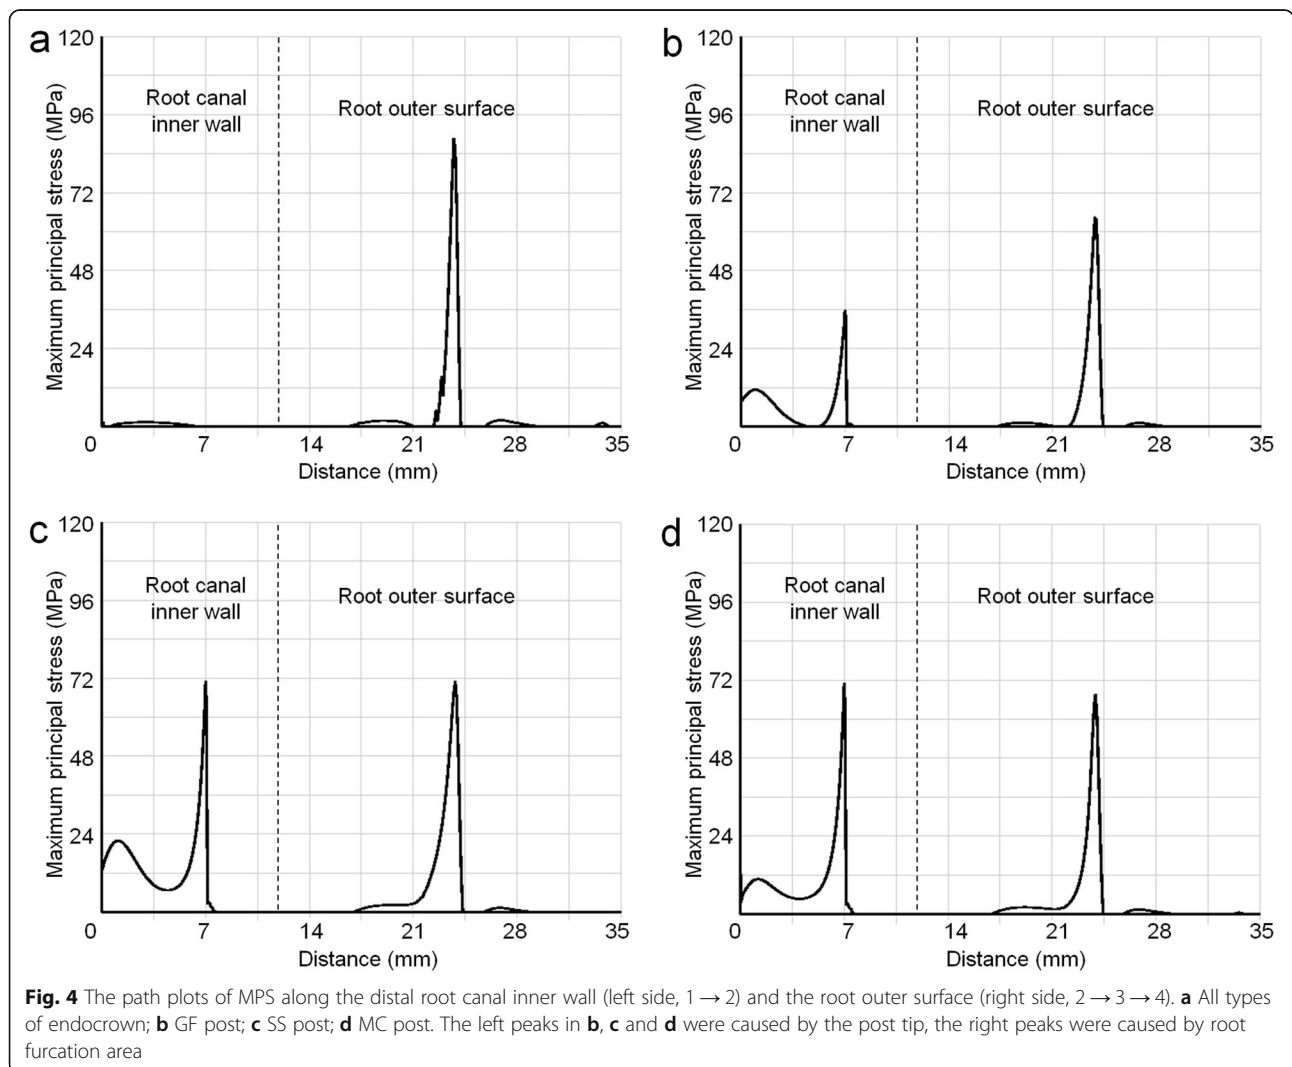 a
120
96
72
48
24
0
7
14
21
28
35
Maximum principal stress (MPa)
Distance (mm)
Root canal
inner wall
Root outer surface
b
120
96
72
48
24
0
7
14
21
28
35
Maximum principal stress (MPa)
Distance (mm)
Root canal
inner wall
Root outer surface
c
120
96
72
48
24
0
7
14
21
28
35
Maximum principal stress (MPa)
Distance (mm)
Root canal
inner wall
Root outer surface
d
120
96
72
48
24
0
7
14
21
28
35
Maximum principal stress (MPa)
Distance (mm)
Root canal
inner wall
Root outer surface
Fig. 4 The path plots of MPS along the distal root canal inner wall (left side, 1 → 2) and the root outer surface (right side, 2 → 3 → 4). a All types
of endocrown; b GF post; c SS post; d MC post. The left peaks in b, c and d were caused by the post tip, the right peaks were caused by root
furcation area